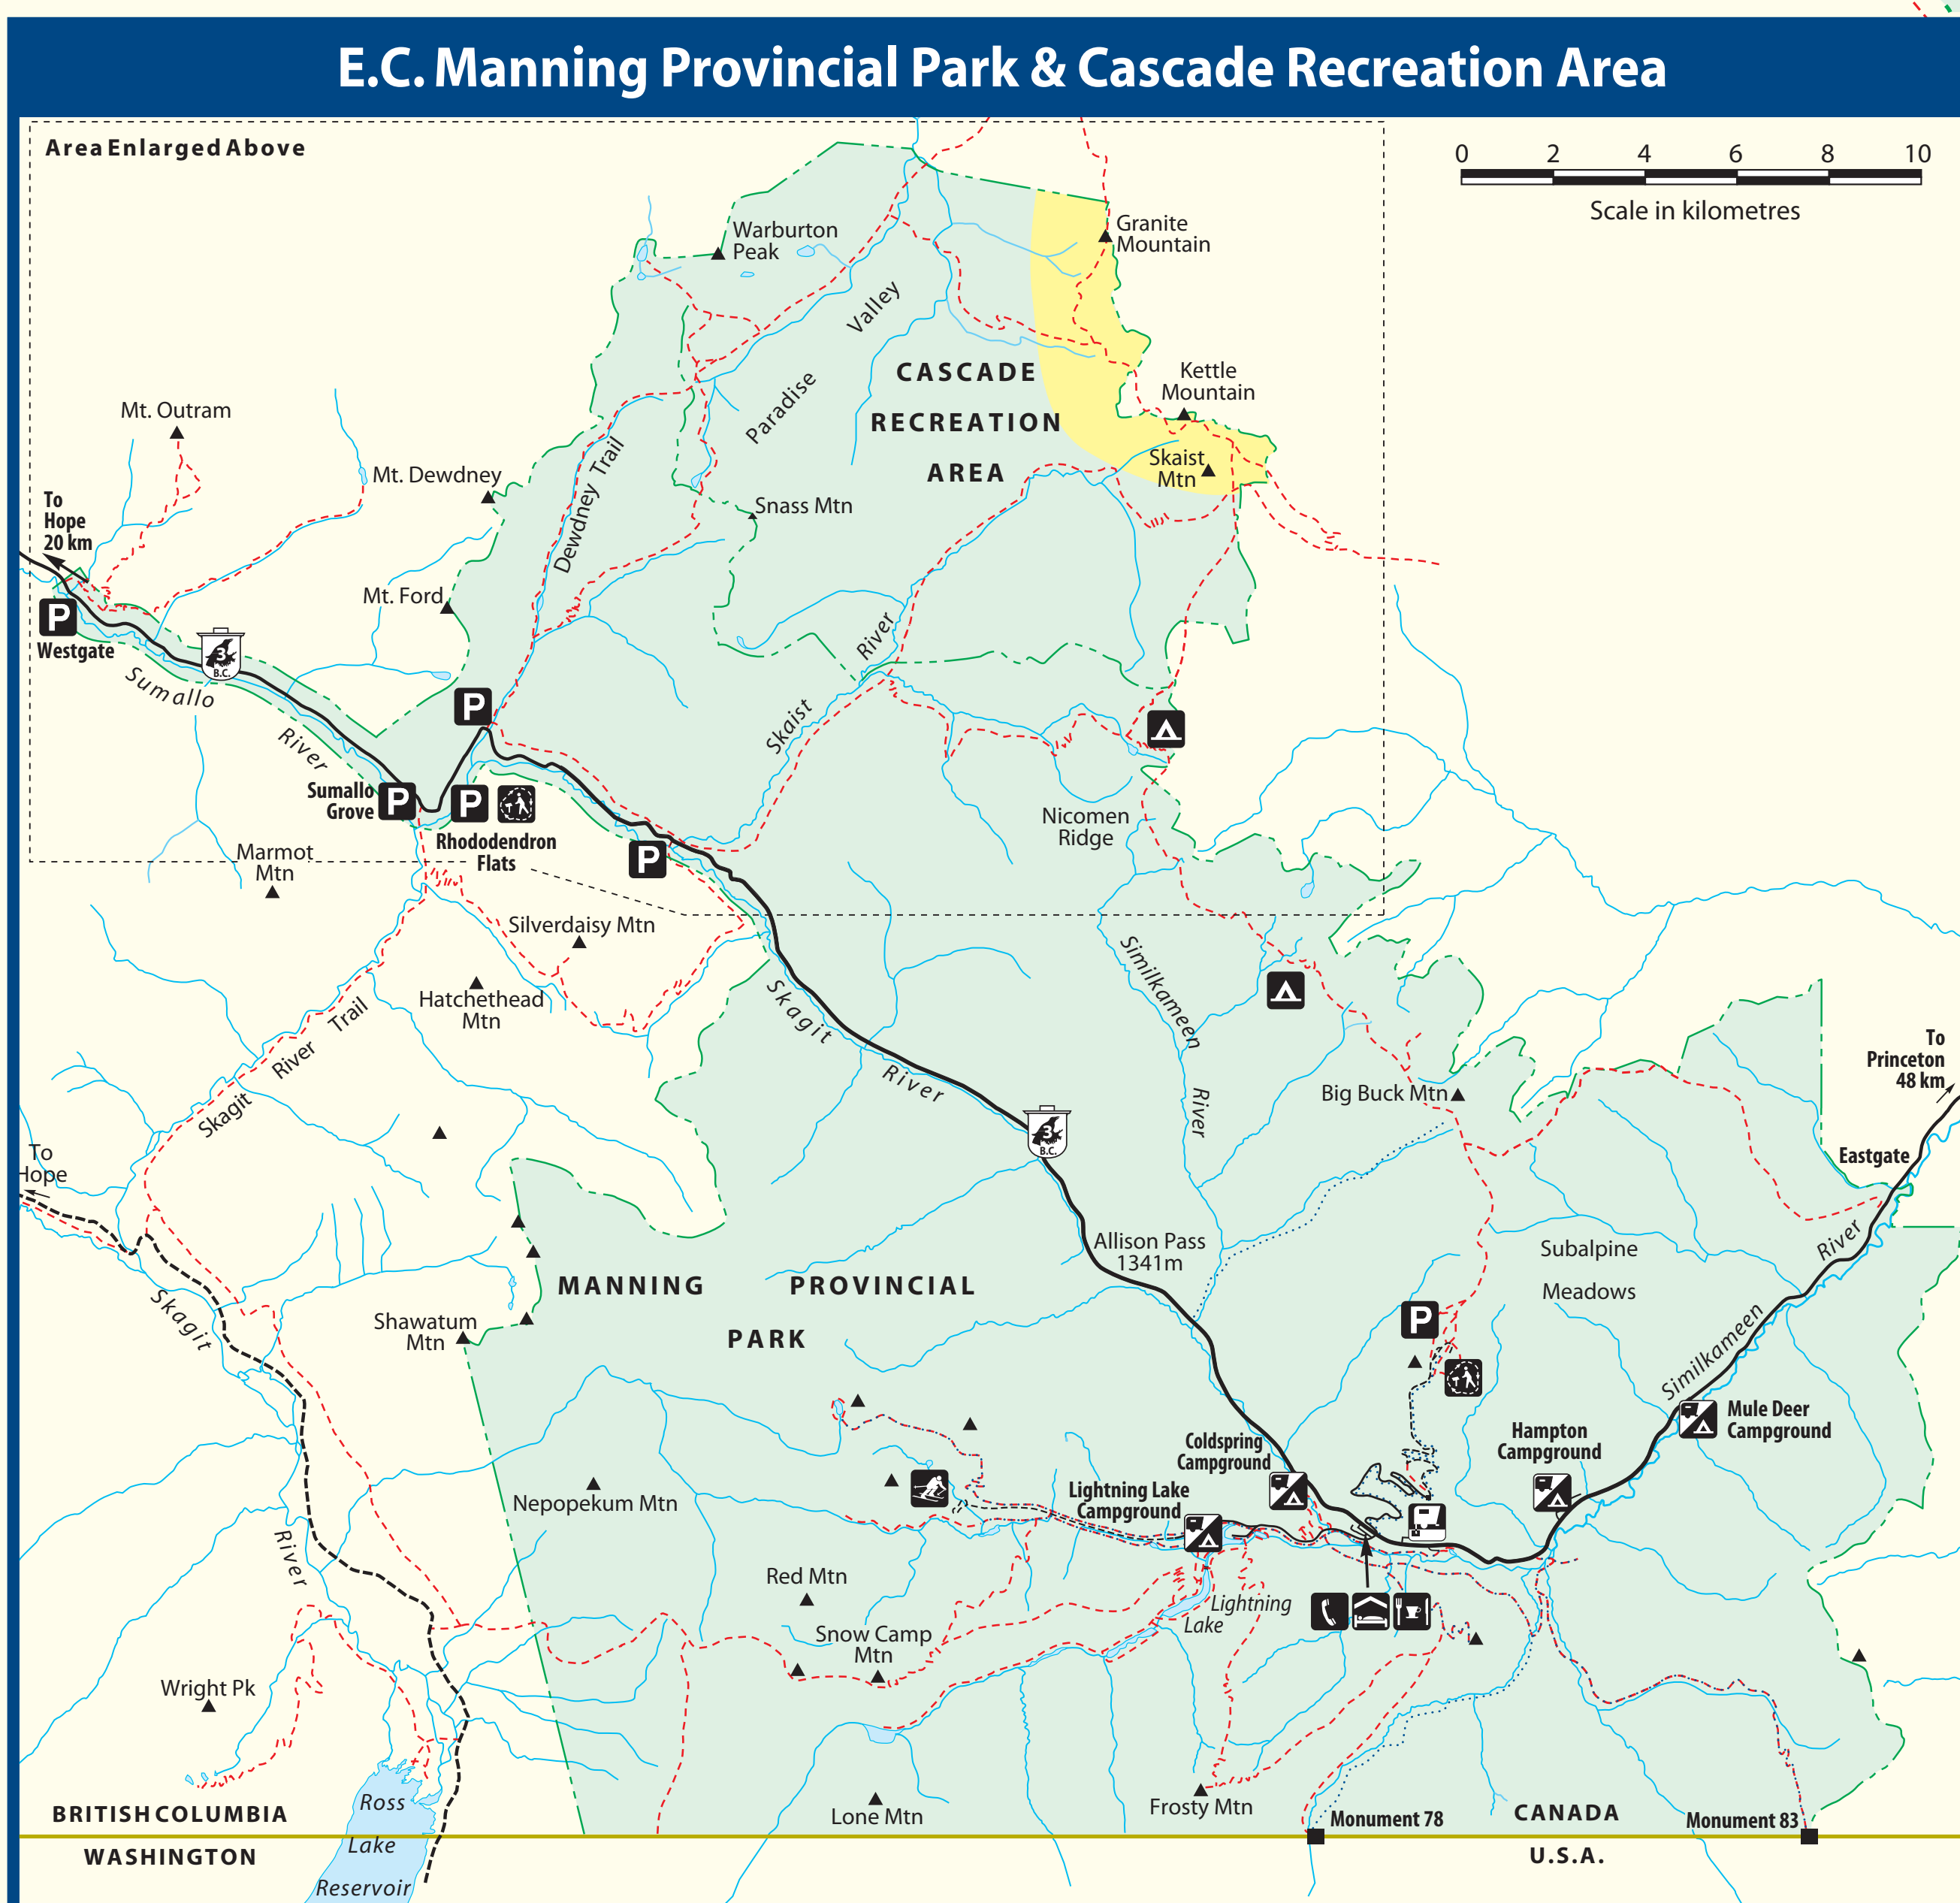 E.C. Manning Provincial Park & Cascade Recreation Area
Area Enlarged Above
0 2 4 6 8 10
Scale in kilometres
Warburton
Peak
Granite
Mountain
Valley
Paradise
CASCADE
RECREATION
AREA
Kettle
Mountain
Skaist
Mtn
Mt. Outram
Mt. Dewdney
Dewdney Trail
Snass Mtn
To
Hope
20 km
Mt. Ford
P
Westgate
3
B.C.
Sumallo
River
River
Skaist
P
Sumallo
Grove
P
P
Rhododendron
Flats
P
Nicomen
Ridge
Marmot
Mtn
Silverdaisy Mtn
Hatchethead
Mtn
Skagit
River
Similkameen
River
Skagit
River
Trail
Big Buck Mtn
To
Princeton
48 km
Eastgate
3
B.C.
To
Hope
Allison Pass
1341m
Subalpine
Meadows
River
Similkameen
MANNING PROVINCIAL
PARK
Shawatum
Mtn
Skagit
River
P
Mule Deer
Campground
Hampton
Campground
Coldspring
Campground
Lightning Lake
Campground
Nepopekum Mtn
Red Mtn
Snow Camp
Mtn
Lightning
Lake
Wright Pk
Lone Mtn
Frosty Mtn
Monument 78
Monument 83
BRITISH COLUMBIA
WASHINGTON
CANADA
U.S.A.
Ross
Lake
Reservoir